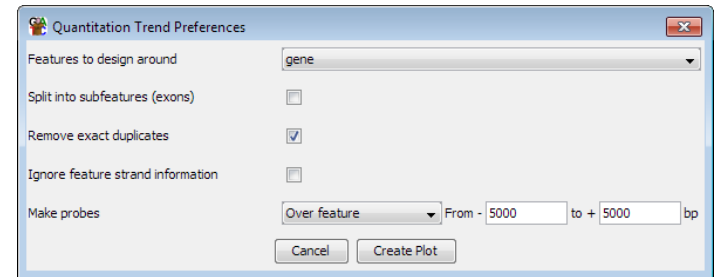 Quantitation Trend Preferences
Features to design around gene
Split into subfeatures (exons)
Remove exact duplicates
Ignore feature strand information
Make probes Over feature From - 5000 to + 5000 bp
Cancel Create Plot